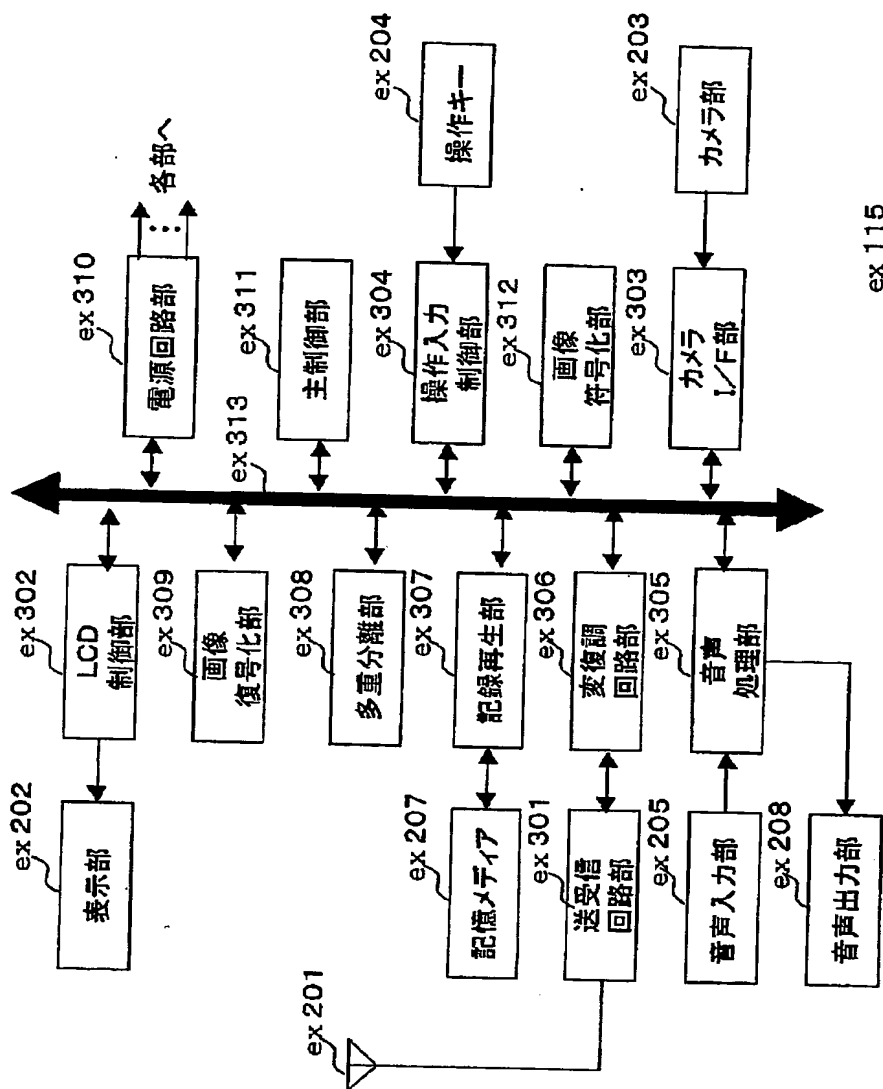 ex 310
電源回路部
各部へ
ex 311
主制御部
ex 204
操作キー
ex 304
操作入力
制御部
ex 312
画像
符号化部
ex 203
カメラ部
ex 303
カメラ
I/F部
ex 313
ex 302
LCD
制御部
ex 309
画像
復号化部
ex 308
多重分離部
ex 307
記録再生部
ex 306
変復調
回路部
ex 305
音声
処理部
ex 202
表示部
ex 207
記憶メディア
ex 301
送受信
回路部
ex 205
音声入力部
ex 208
音声出力部
ex 201
ex 115